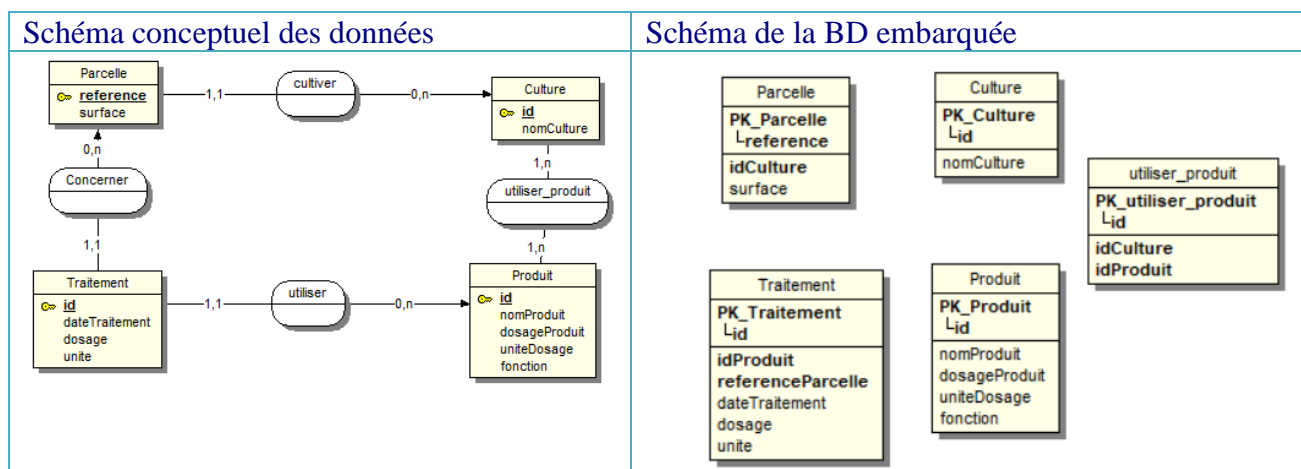 Schéma conceptuel des données
Parcelle
reference
surface
1,1
cultiver
0,n
Culture
id
nomCulture
0,n
Concerner
1,1
1,n
utiliser_produit
1,n
Traitement
id
dateTraitement
dosage
unite
1,1
utiliser
0,n
Produit
id
nomProduit
dosageProduit
uniteDosage
fonction
Schéma de la BD embarquée
Parcelle
PK_Parcelle
reference
idCulture
surface
Culture
PK_Culture
id
nomCulture
utiliser_produit
PK_utiliser_produit
id
idCulture
idProduit
Traitement
PK_Traitement
id
idProduit
referenceParcelle
dateTraitement
dosage
unite
Produit
PK_Produit
id
nomProduit
dosageProduit
uniteDosage
fonction